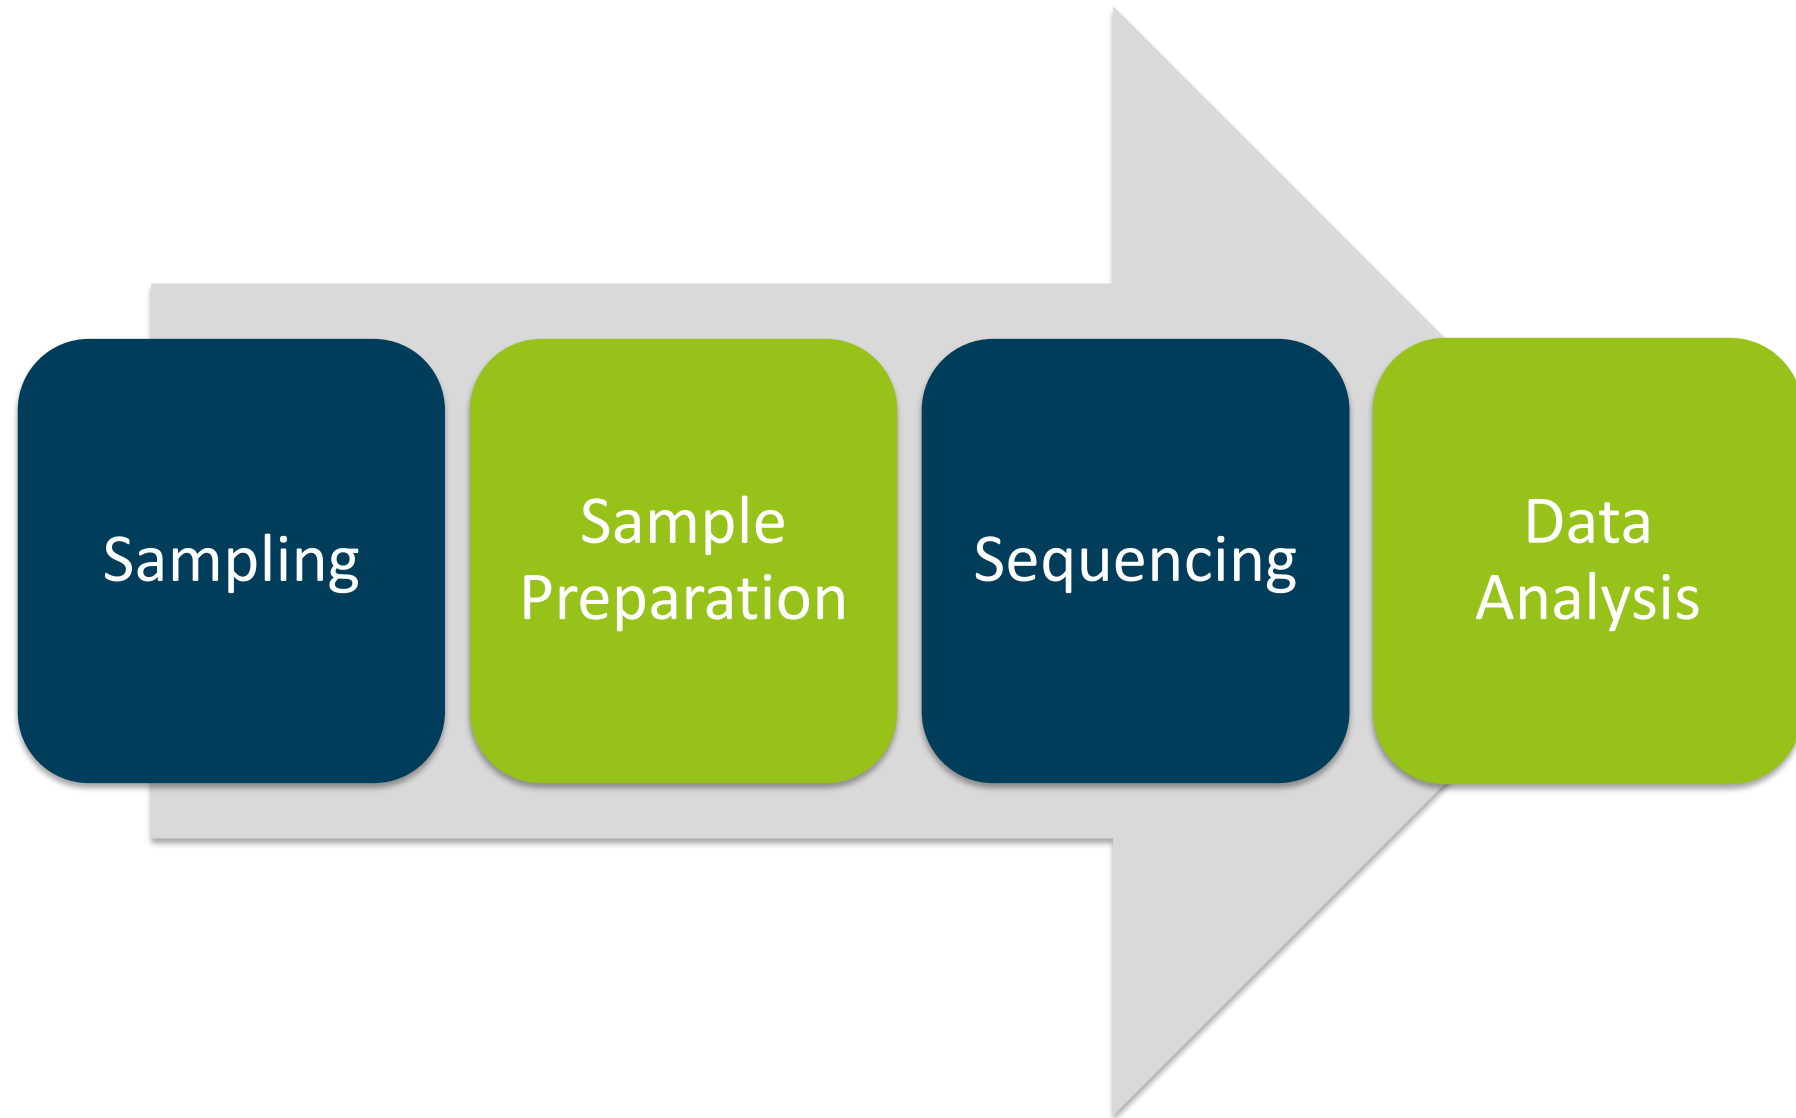 Sampling
Sample
Preparation
Sequencing
Data
Analysis